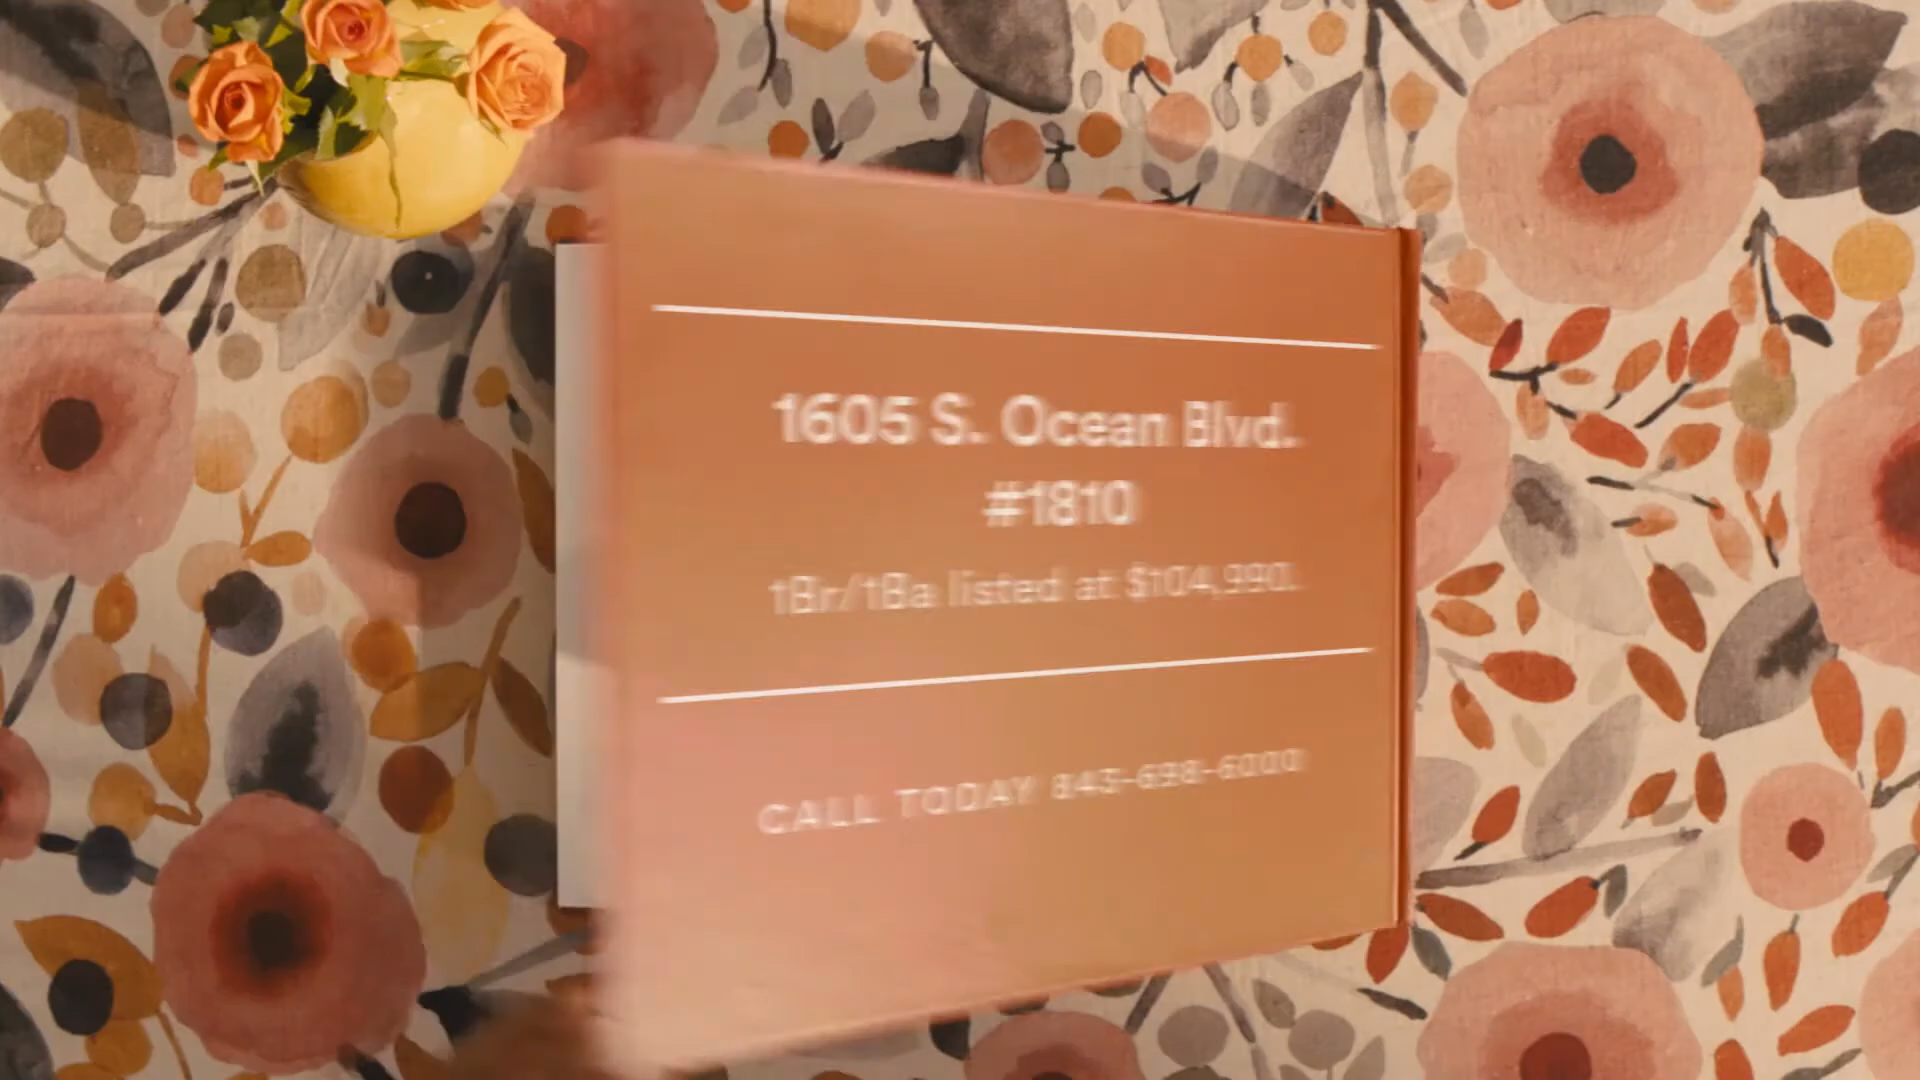 1605 S. Ocean Blvd.
#1810
1Br/1Ba listed at $104,990.
CALL TODAY 843-698-6000